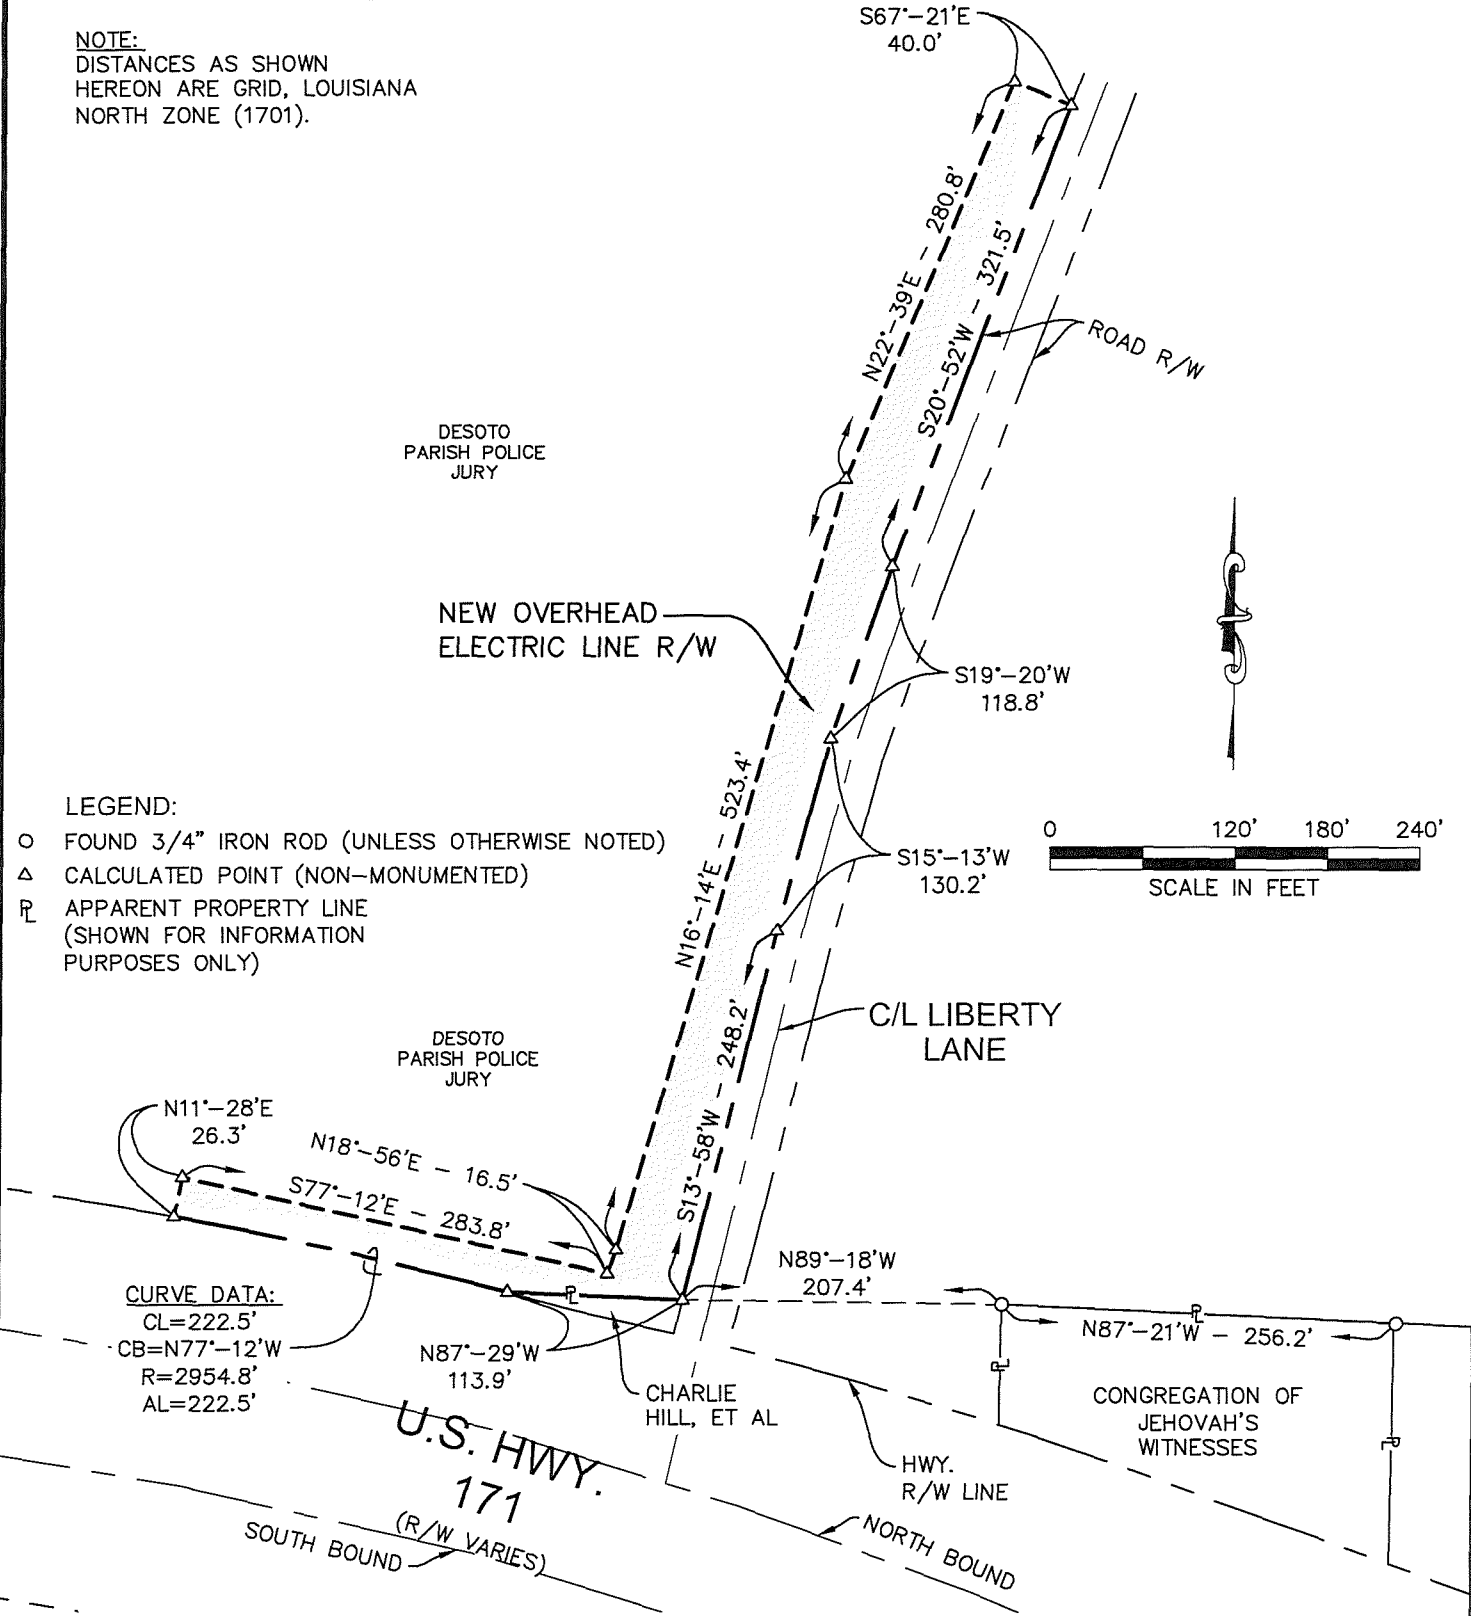 S67°-21'E
40.0'
NOTE:
DISTANCES AS SHOWN
HEREON ARE GRID, LOUISIANA
NORTH ZONE (1701).
N22°-39'E - 280.8'
S20°-52'W - 321.5'
ROAD R/W
DESOTO
PARISH POLICE
JURY
NEW OVERHEAD
ELECTRIC LINE R/W
S19°-20'W
118.8'
N16°-14'E - 523.4'
LEGEND:
FOUND 3/4" IRON ROD (UNLESS OTHERWISE NOTED)
CALCULATED POINT (NON-MONUMENTED)
PL APPARENT PROPERTY LINE
(SHOWN FOR INFORMATION
PURPOSES ONLY)
0 120' 180' 240'
SCALE IN FEET
S15°-13'W
130.2'
S13°-58'W - 248.2'
C/L LIBERTY
LANE
DESOTO
PARISH POLICE
JURY
N11°-28'E
26.3'
N18°-56'E - 16.5'
S77°-12'E - 283.8'
N89°-18'W
207.4'
PL
PL
N87°-21'W - 256.2'
CURVE DATA:
CL=222.5'
CB=N77°-12'W
R=2954.8'
AL=222.5'
N87°-29'W
113.9'
CHARLIE
HILL, ET AL
PL
CONGREGATION OF
JEHOVAH'S
WITNESSES
PL
HWY.
R/W LINE
U.S. HWY.
171
(R/W VARIES)
SOUTH BOUND
NORTH BOUND